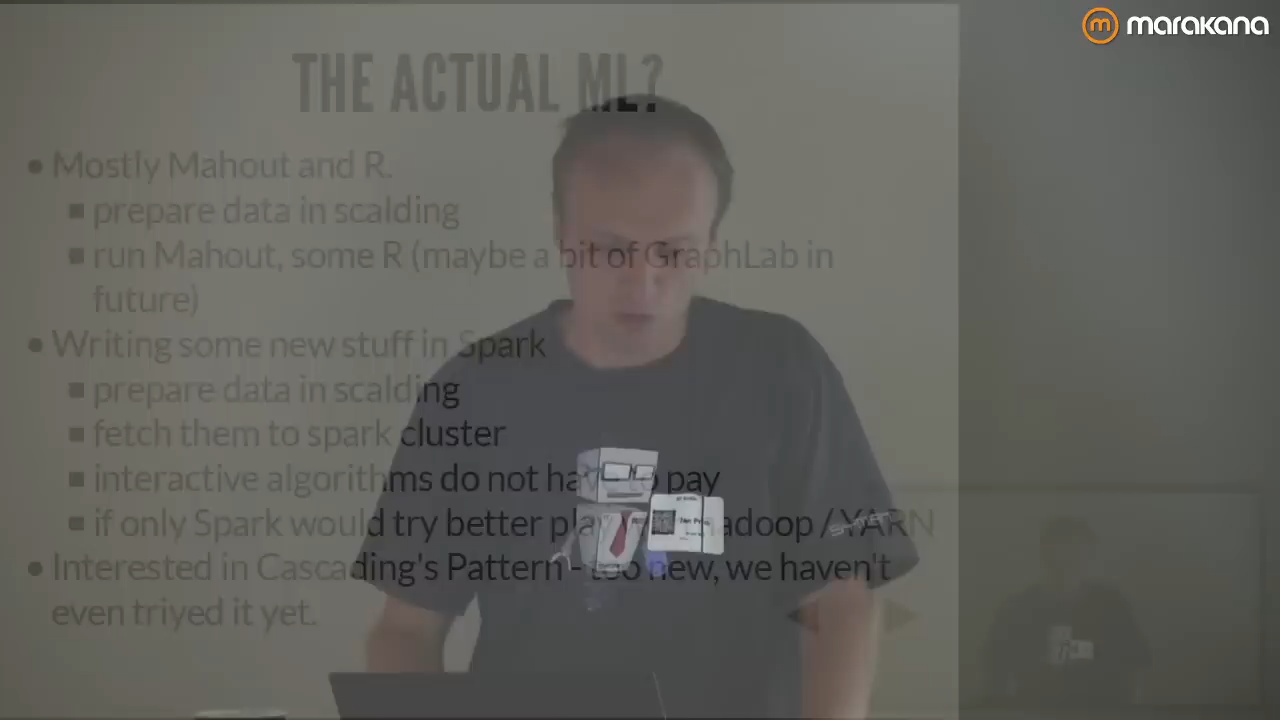 marakana
THE ACTUAL ML?
• Mostly Mahout and R.
▪ prepare data in scalding
▪ run Mahout, some R (maybe a bit of GraphLab in
future)
• Writing some new stuff in Spark
▪ prepare data in scalding
▪ fetch them to spark cluster
▪ interactive algorithms do not have to pay
▪ if only Spark would try better play Hadoop / YARN
• Interested in Cascading's Pattern - too new, we haven't
even triyed it yet.